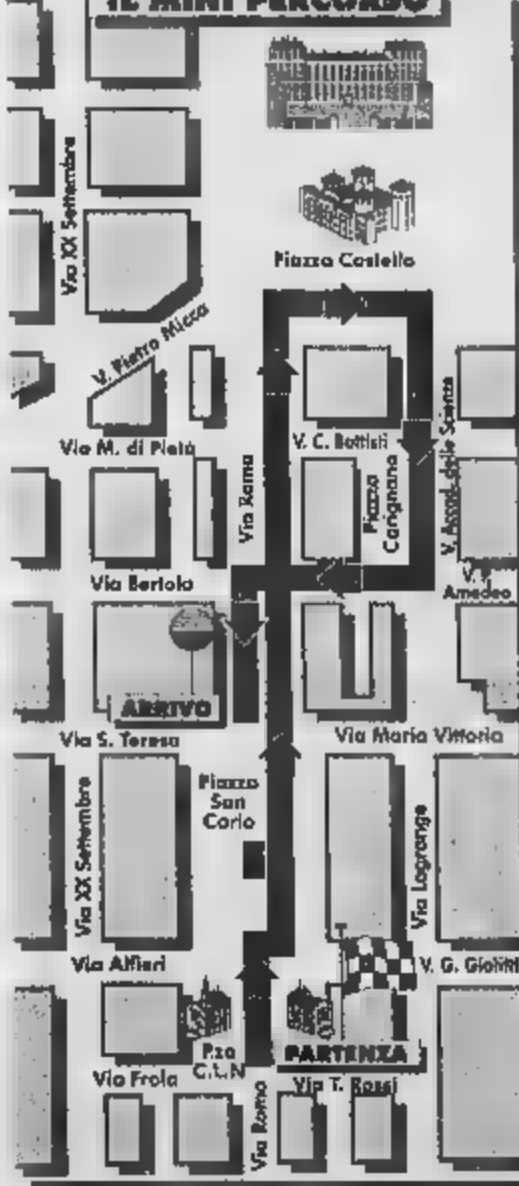 IL MINI PERCORSO
Via XX Settembre
Piazza Castello
V. Pietro Micca
Via M. di Pietà
Via Roma
V. C. Battisti
Piazza
Carignano
V. Accad. delle Scienze
Via Bertola
V. V.
Amedeo
ARRIVO
Via S. Teresa
Via Maria Vittoria
Piazza
San
Carlo
Via XX Settembre
Via Lagrange
Via Alfieri
V. G. Giolitti
P.za
C.L.N
PARTENZA
Via Frola
Via T. Rossi
Via Roma